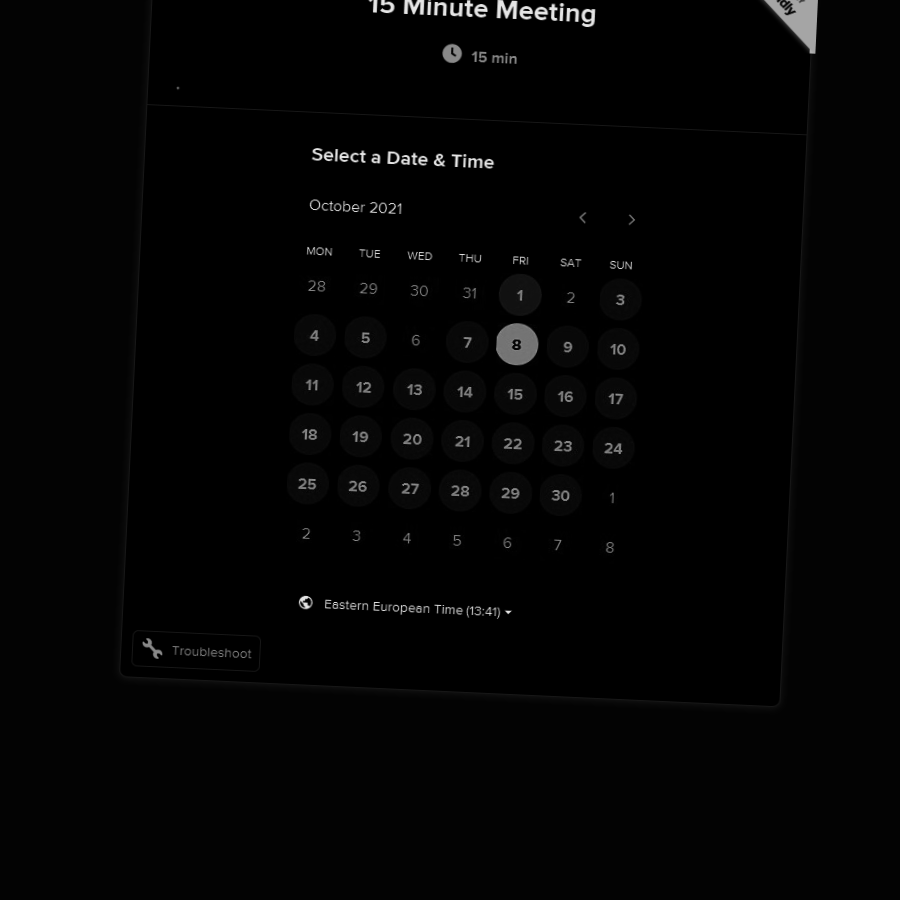 15 Minute Meeting
15 min
Select a Date & Time
October 2021
MON TUE WED THU FRI SAT SUN
28 29 30 31 1 2 3
4 5 6 7 8 9 10
11 12 13 14 15 16 17
18 19 20 21 22 23 24
25 26 27 28 29 30 1
2 3 4 5 6 7 8
Eastern European Time (13:41)
Troubleshoot